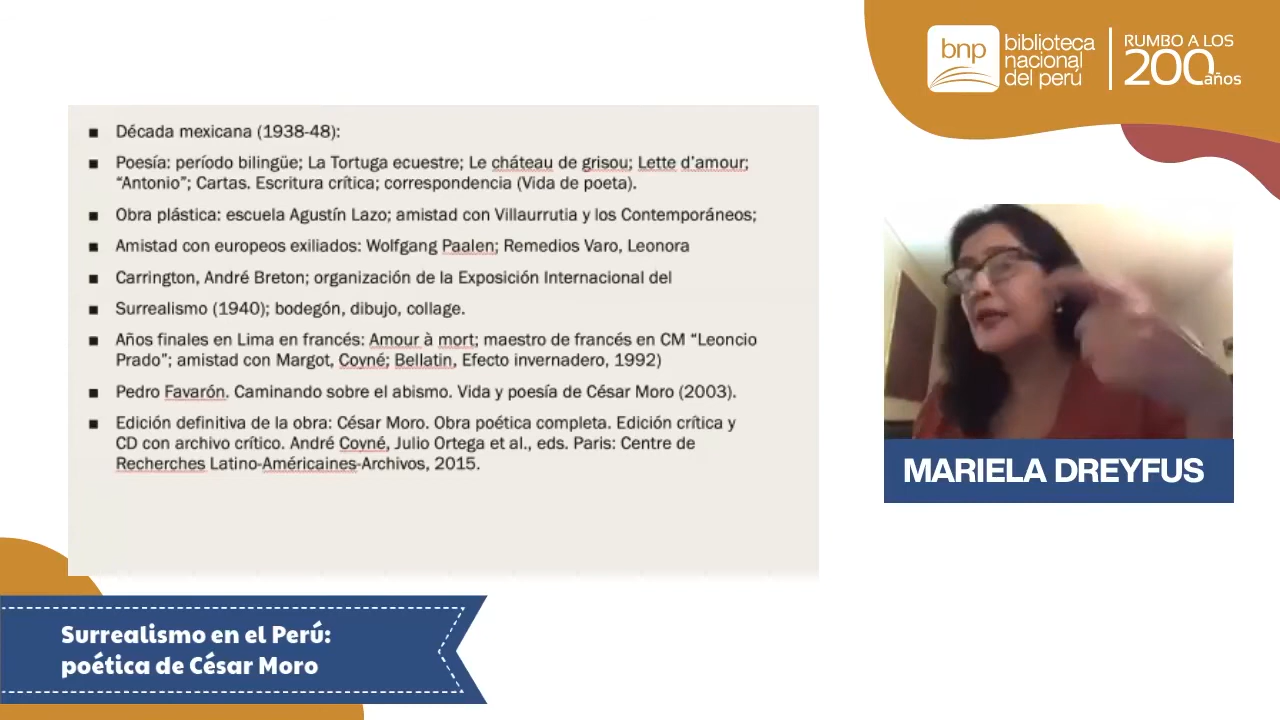 bnp
biblioteca
nacional
del perú
RUMBO A LOS
200
años
■ Década mexicana (1938-48):
■ Poesía: período bilingüe; La Tortuga ecuestre; Le cháteau de grisou; Lette d'amour;
“Antonio”; Cartas. Escritura crítica; correspondencia (Vida de poeta).
■ Obra plástica: escuela Agustín Lazo; amistad con Villaurrutia y los Contemporáneos;
■ Amistad con europeos exiliados: Wolfgang Paalen; Remedios Varo, Leonora
■ Carrington, André Breton; organización de la Exposición Internacional del
■ Surrealismo (1940); bodegón, dibujo, collage.
■ Años finales en Lima en francés: Amour à mort; maestro de francés en CM “Leoncio
Prado”; amistad con Margot, Coyné; Bellatin, Efecto invernadero, 1992)
■ Pedro Favarón. Caminando sobre el abismo. Vida y poesía de César Moro (2003).
■ Edición definitiva de la obra: César Moro. Obra poética completa. Edición crítica y
CD con archivo crítico. André Coyné, Julio Ortega et al., eds. Paris: Centre de
Recherches Latino-Américaines-Archivos, 2015.
MARIELA DREYFUS
Surrealismo en el Perú:
poética de César Moro